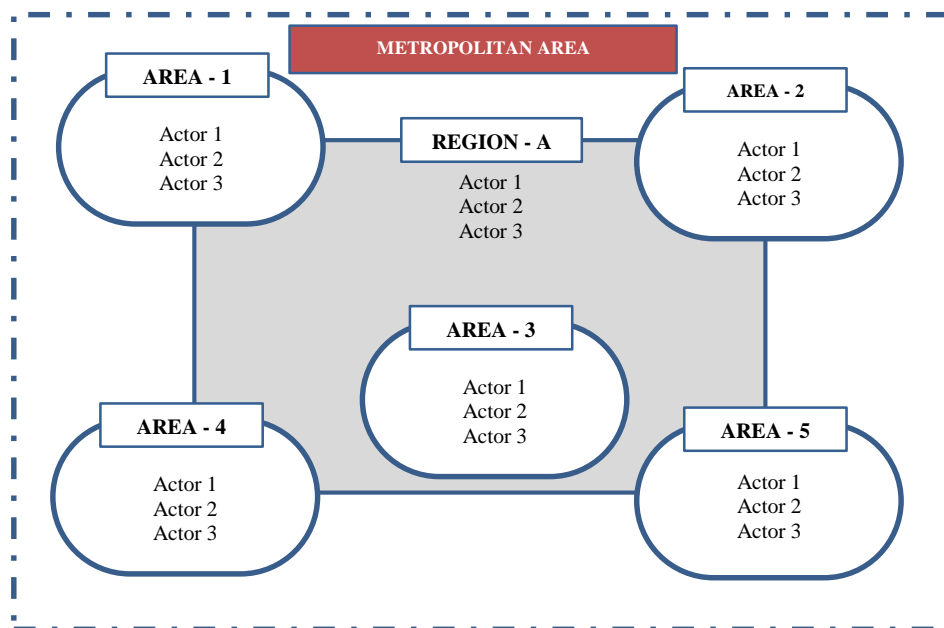 METROPOLITAN AREA
AREA - 1
Actor 1
Actor 2
Actor 3
AREA - 2
Actor 1
Actor 2
Actor 3
REGION - A
Actor 1
Actor 2
Actor 3
AREA - 3
Actor 1
Actor 2
Actor 3
AREA - 4
Actor 1
Actor 2
Actor 3
AREA - 5
Actor 1
Actor 2
Actor 3